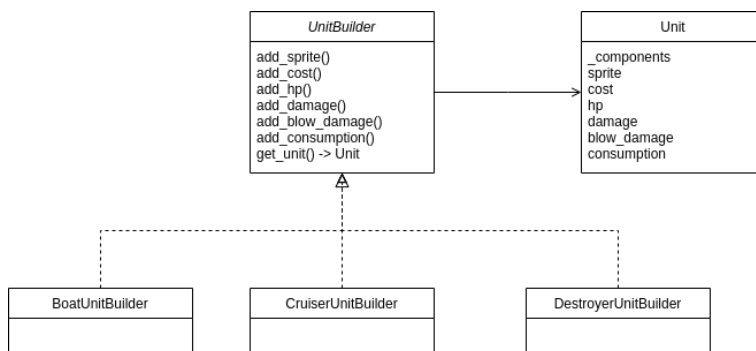 UnitBuilder
add_sprite()
add_cost()
add_hp()
add_damage()
add_blow_damage()
add_consumption()
get_unit() -> Unit
Unit
_components
sprite
cost
hp
damage
blow_damage
consumption
BoatUnitBuilder
CruiserUnitBuilder
DestroyerUnitBuilder